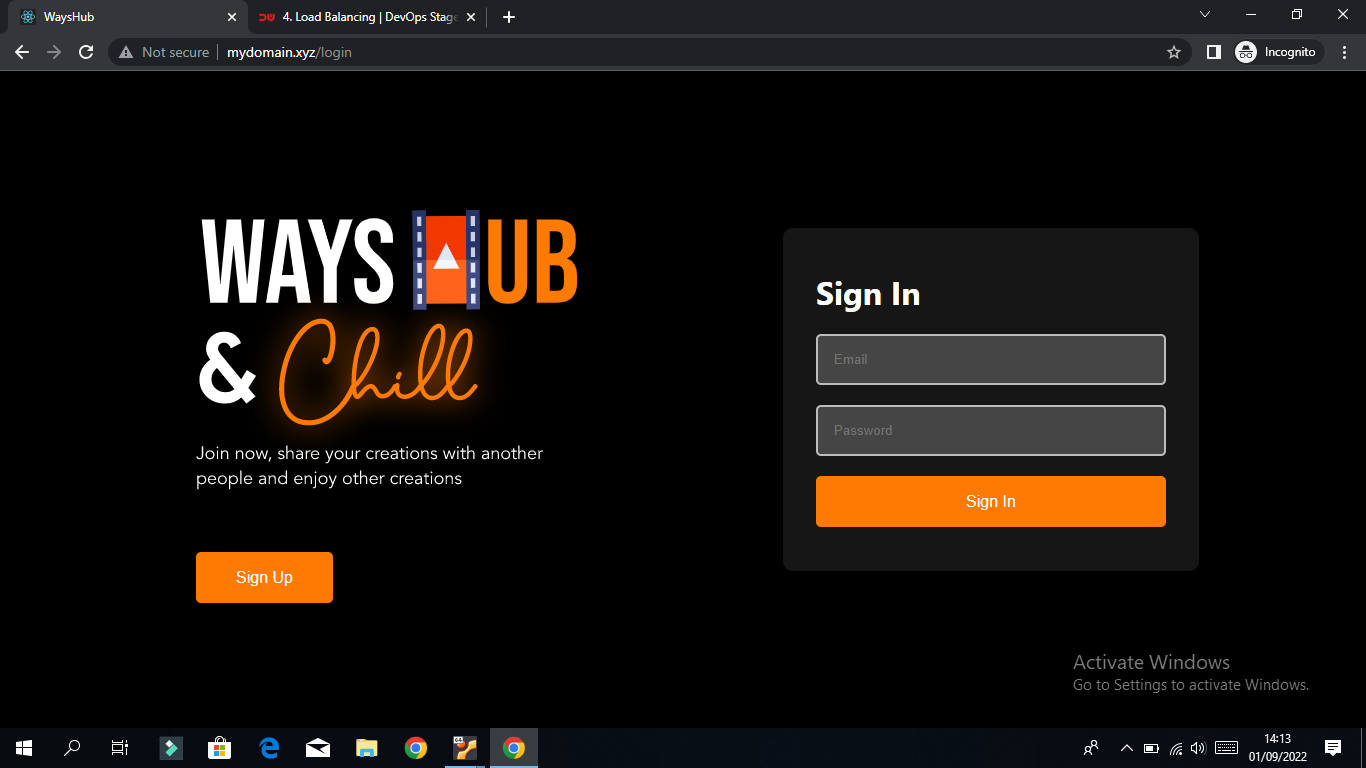 WaysHub
4. Load Balancing | DevOps Stage
Not secure
mydomain.xyz/login
Incognito
WAYS HUB
& Chill
Join now, share your creations with another
people and enjoy other creations
Sign Up
Sign In
Email
Password
Sign In
Activate Windows
Go to Settings to activate Windows.
64
14:13
01/09/2022